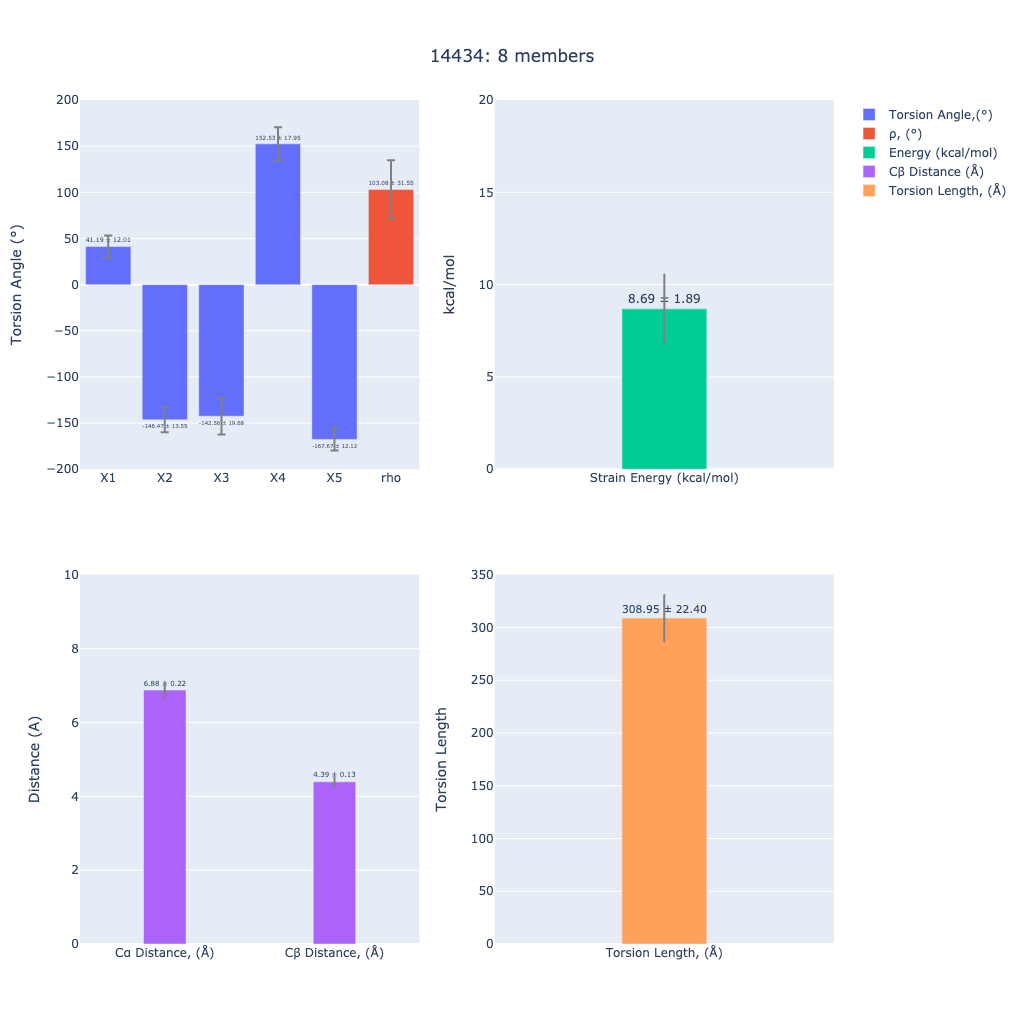 14434: 8 members
Torsion Angle (°)
200
150
100
50
0
−50
−100
−150
−200
41.19 ± 12.01
-146.47 ± 13.55
-142.56 ± 19.68
152.53 ± 17.95
-167.67 ± 12.12
103.08 ± 31.55
X1 X2 X3 X4 X5 rho
kcal/mol
20
15
10
5
0
8.69 ± 1.89
Strain Energy (kcal/mol)
Torsion Angle,(°)
ρ, (°)
Energy (kcal/mol)
Cβ Distance (Å)
Torsion Length, (Å)
Distance (A)
10
8
6
4
2
0
6.88 ± 0.22
4.39 ± 0.13
Cα Distance, (Å) Cβ Distance, (Å)
Torsion Length
350
300
250
200
150
100
50
0
308.95 ± 22.40
Torsion Length, (Å)